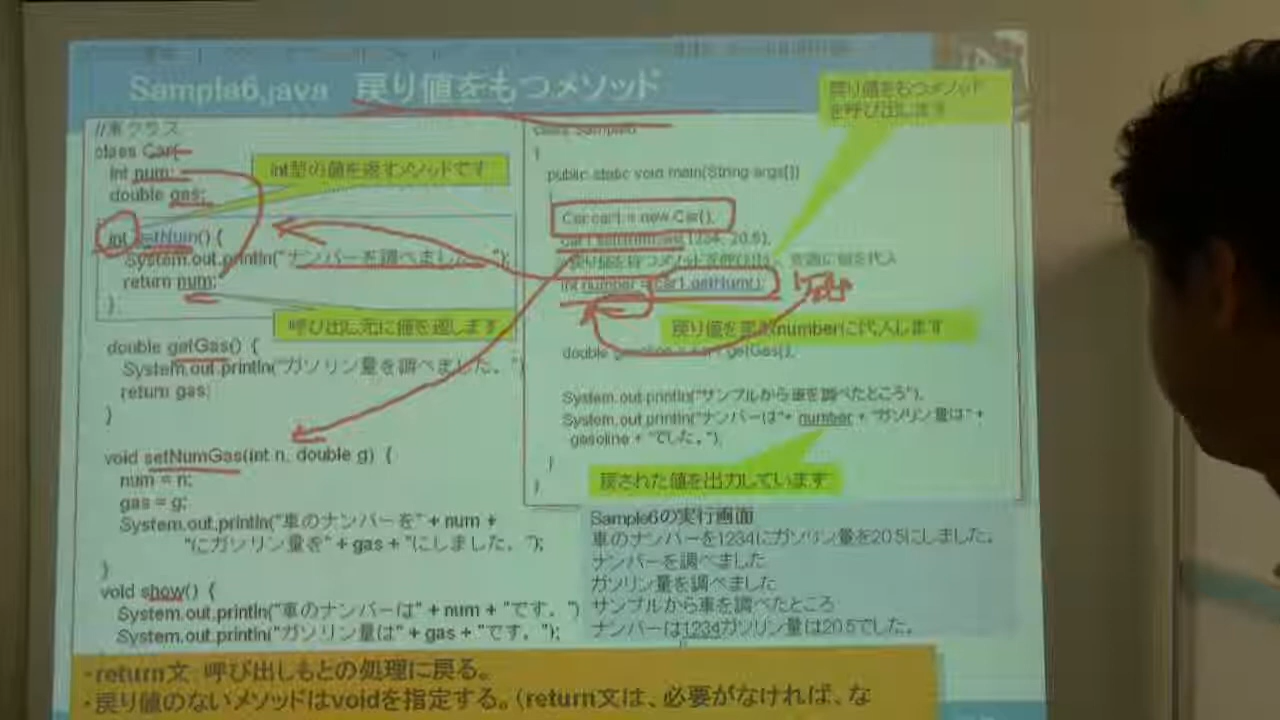 Sample6.java 戻り値をもつメソッド
戻り値をもつメソッド
を呼び出します
//車クラス
class Car{
int num;
double gas;
int型の値を返すメソッドです
int getNum() {
System.out.println("ナンバーを調べました。");
return num;
}
呼び出し元に値を返します
double getGas() {
System.out.println("ガソリン量を調べました。")
return gas;
}
void setNumGas(int n, double g) {
num = n;
gas = g;
System.out.println("車のナンバーを" + num +
"にガソリン量を" + gas + "にしました。");
}
void show() {
System.out.println("車のナンバーは" + num + "です。")
System.out.println("ガソリン量は" + gas + "です。");
class Sample6
{
public static void main(String args[])
Car car1 = new Car();
(1234, 20.5);
変数に値を代入
int number = car1.getNum();
戻り値を変数numberに代入します
double gasoline = car1.getGas();
System.out.println("サンプルから車を調べたところ");
System.out.println("ナンバーは"+ number + "ガソリン量は" +
gasoline + "でした。");
}
}
戻された値を出力しています
Sample6の実行画面
車のナンバーを1234にガソリン量を20.5にしました。
ナンバーを調べました
ガソリン量を調べました
サンプルから車を調べたところ
ナンバーは1234ガソリン量は20.5でした。
・return文:呼び出しもとの処理に戻る。
・戻り値のないメソッドはvoidを指定する。(return文は、必要がなければ、な